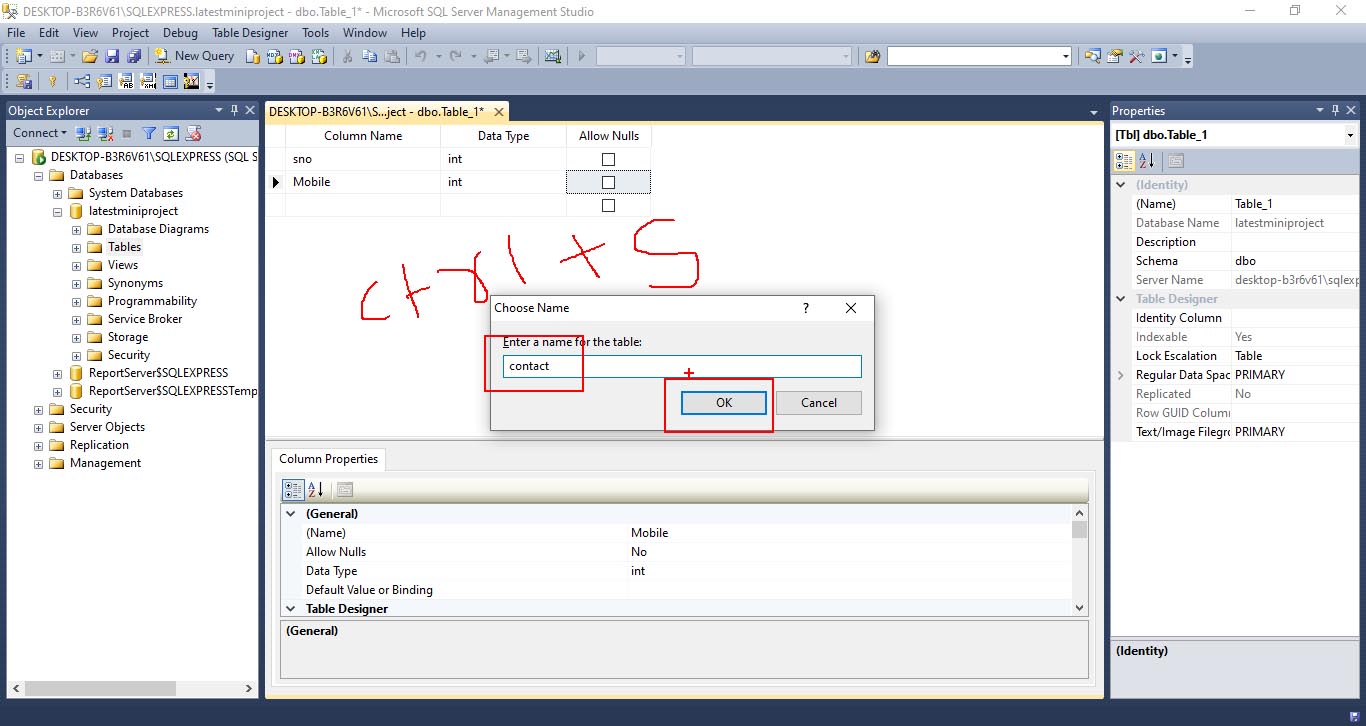 DESKTOP-B3R6V61\SQLEXPRESS.latestminiproject - dbo.Table_1* - Microsoft SQL Server Management Studio
File Edit View Project Debug Table Designer Tools Window Help
New Query
Object Explorer
Connect
DESKTOP-B3R6V61\SQLEXPRESS (SQL S
Databases
System Databases
latestminiproject
Database Diagrams
Tables
Views
Synonyms
Programmability
Service Broker
Storage
Security
ReportServer$SQLEXPRESS
ReportServer$SQLEXPRESSTemp
Security
Server Objects
Replication
Management
DESKTOP-B3R6V61\S...ject - dbo.Table_1*
Column Name Data Type Allow Nulls
sno int
Mobile int
ctrl + S
Choose Name
?
Enter a name for the table:
contact
OK Cancel
Column Properties
(General)
(Name) Mobile
Allow Nulls No
Data Type int
Default Value or Binding
Table Designer
(General)
Properties
[Tbl] dbo.Table_1
(Identity)
(Name) Table_1
Database Name latestminiproject
Description
Schema dbo
Server Name desktop-b3r6v61\sqlexp
Table Designer
Identity Column
Indexable Yes
Lock Escalation Table
Regular Data Spac PRIMARY
Replicated No
Row GUID Column
Text/Image Filegro PRIMARY
(Identity)